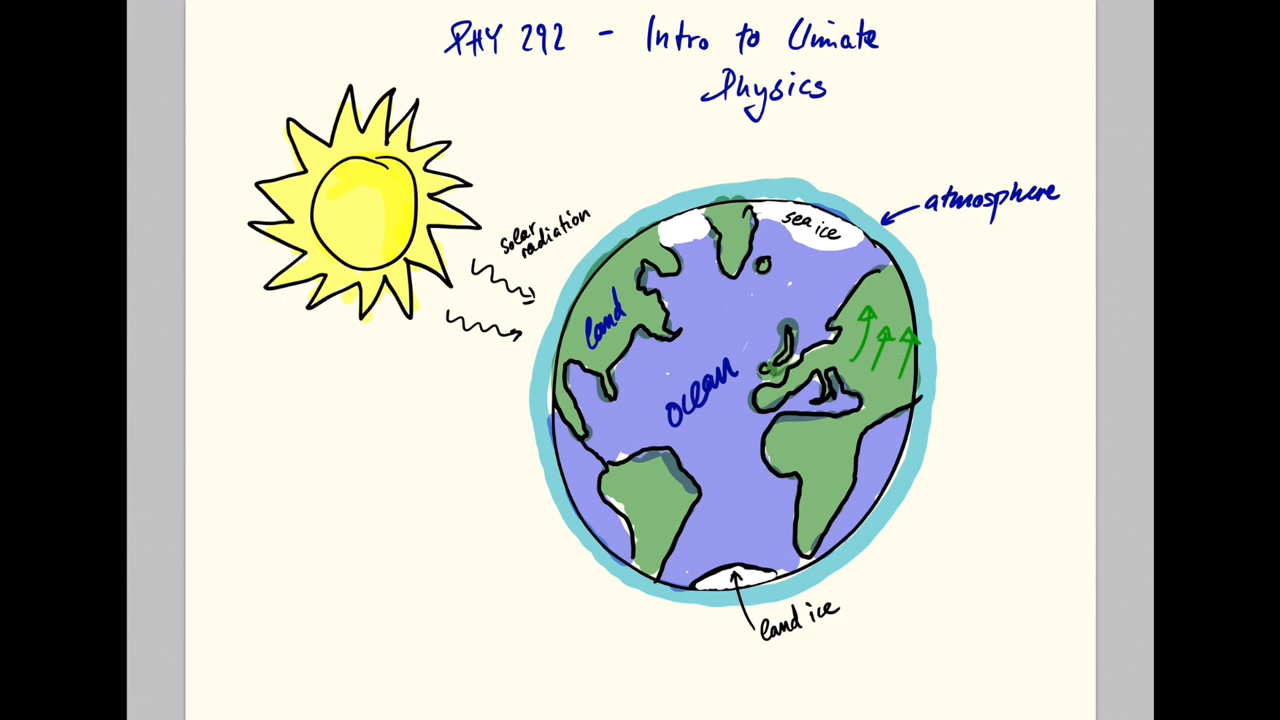 PHY 292 - Intro to Climate
Physics
atmosphere
solar
radiation
sea ice
land
ocean
land ice